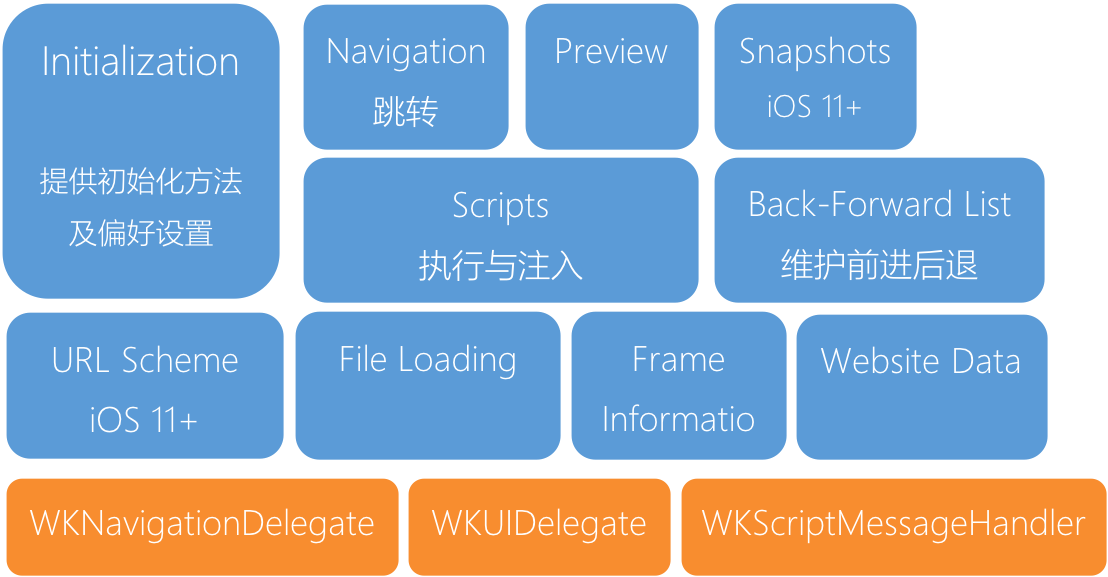 Initialization
提供初始化方法
及偏好设置
Navigation
跳转
Preview
Snapshots
iOS 11+
Scripts
执行与注入
Back-Forward List
维护前进后退
URL Scheme
iOS 11+
File Loading
Frame
Informatio
Website Data
WKNavigationDelegate
WKUIDelegate
WKScriptMessageHandler